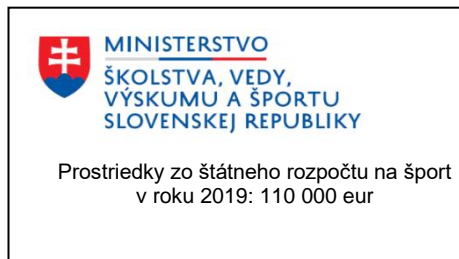 MINISTERSTVO
ŠKOLSTVA, VEDY,
VÝSKUMU A ŠPORTU
SLOVENSKEJ REPUBLIKY
Prostriedky zo štátneho rozpočtu na šport
v roku 2019: 110 000 eur